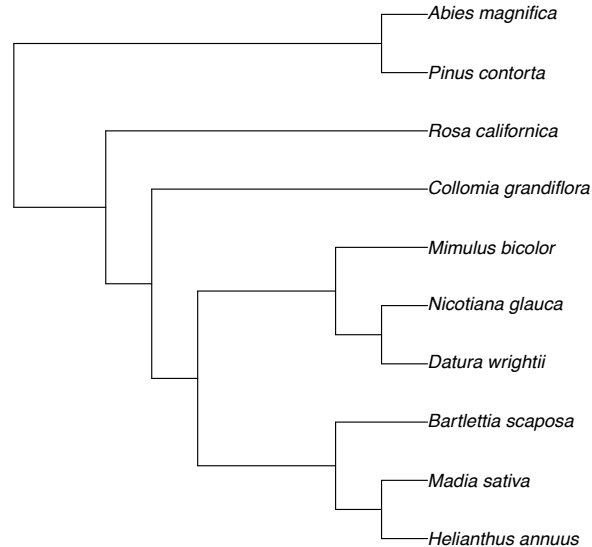 Abies magnifica
Pinus contorta
Rosa californica
Collomia grandiflora
Mimulus bicolor
Nicotiana glauca
Datura wrightii
Bartlettia scaposa
Madia sativa
Helianthus annuus